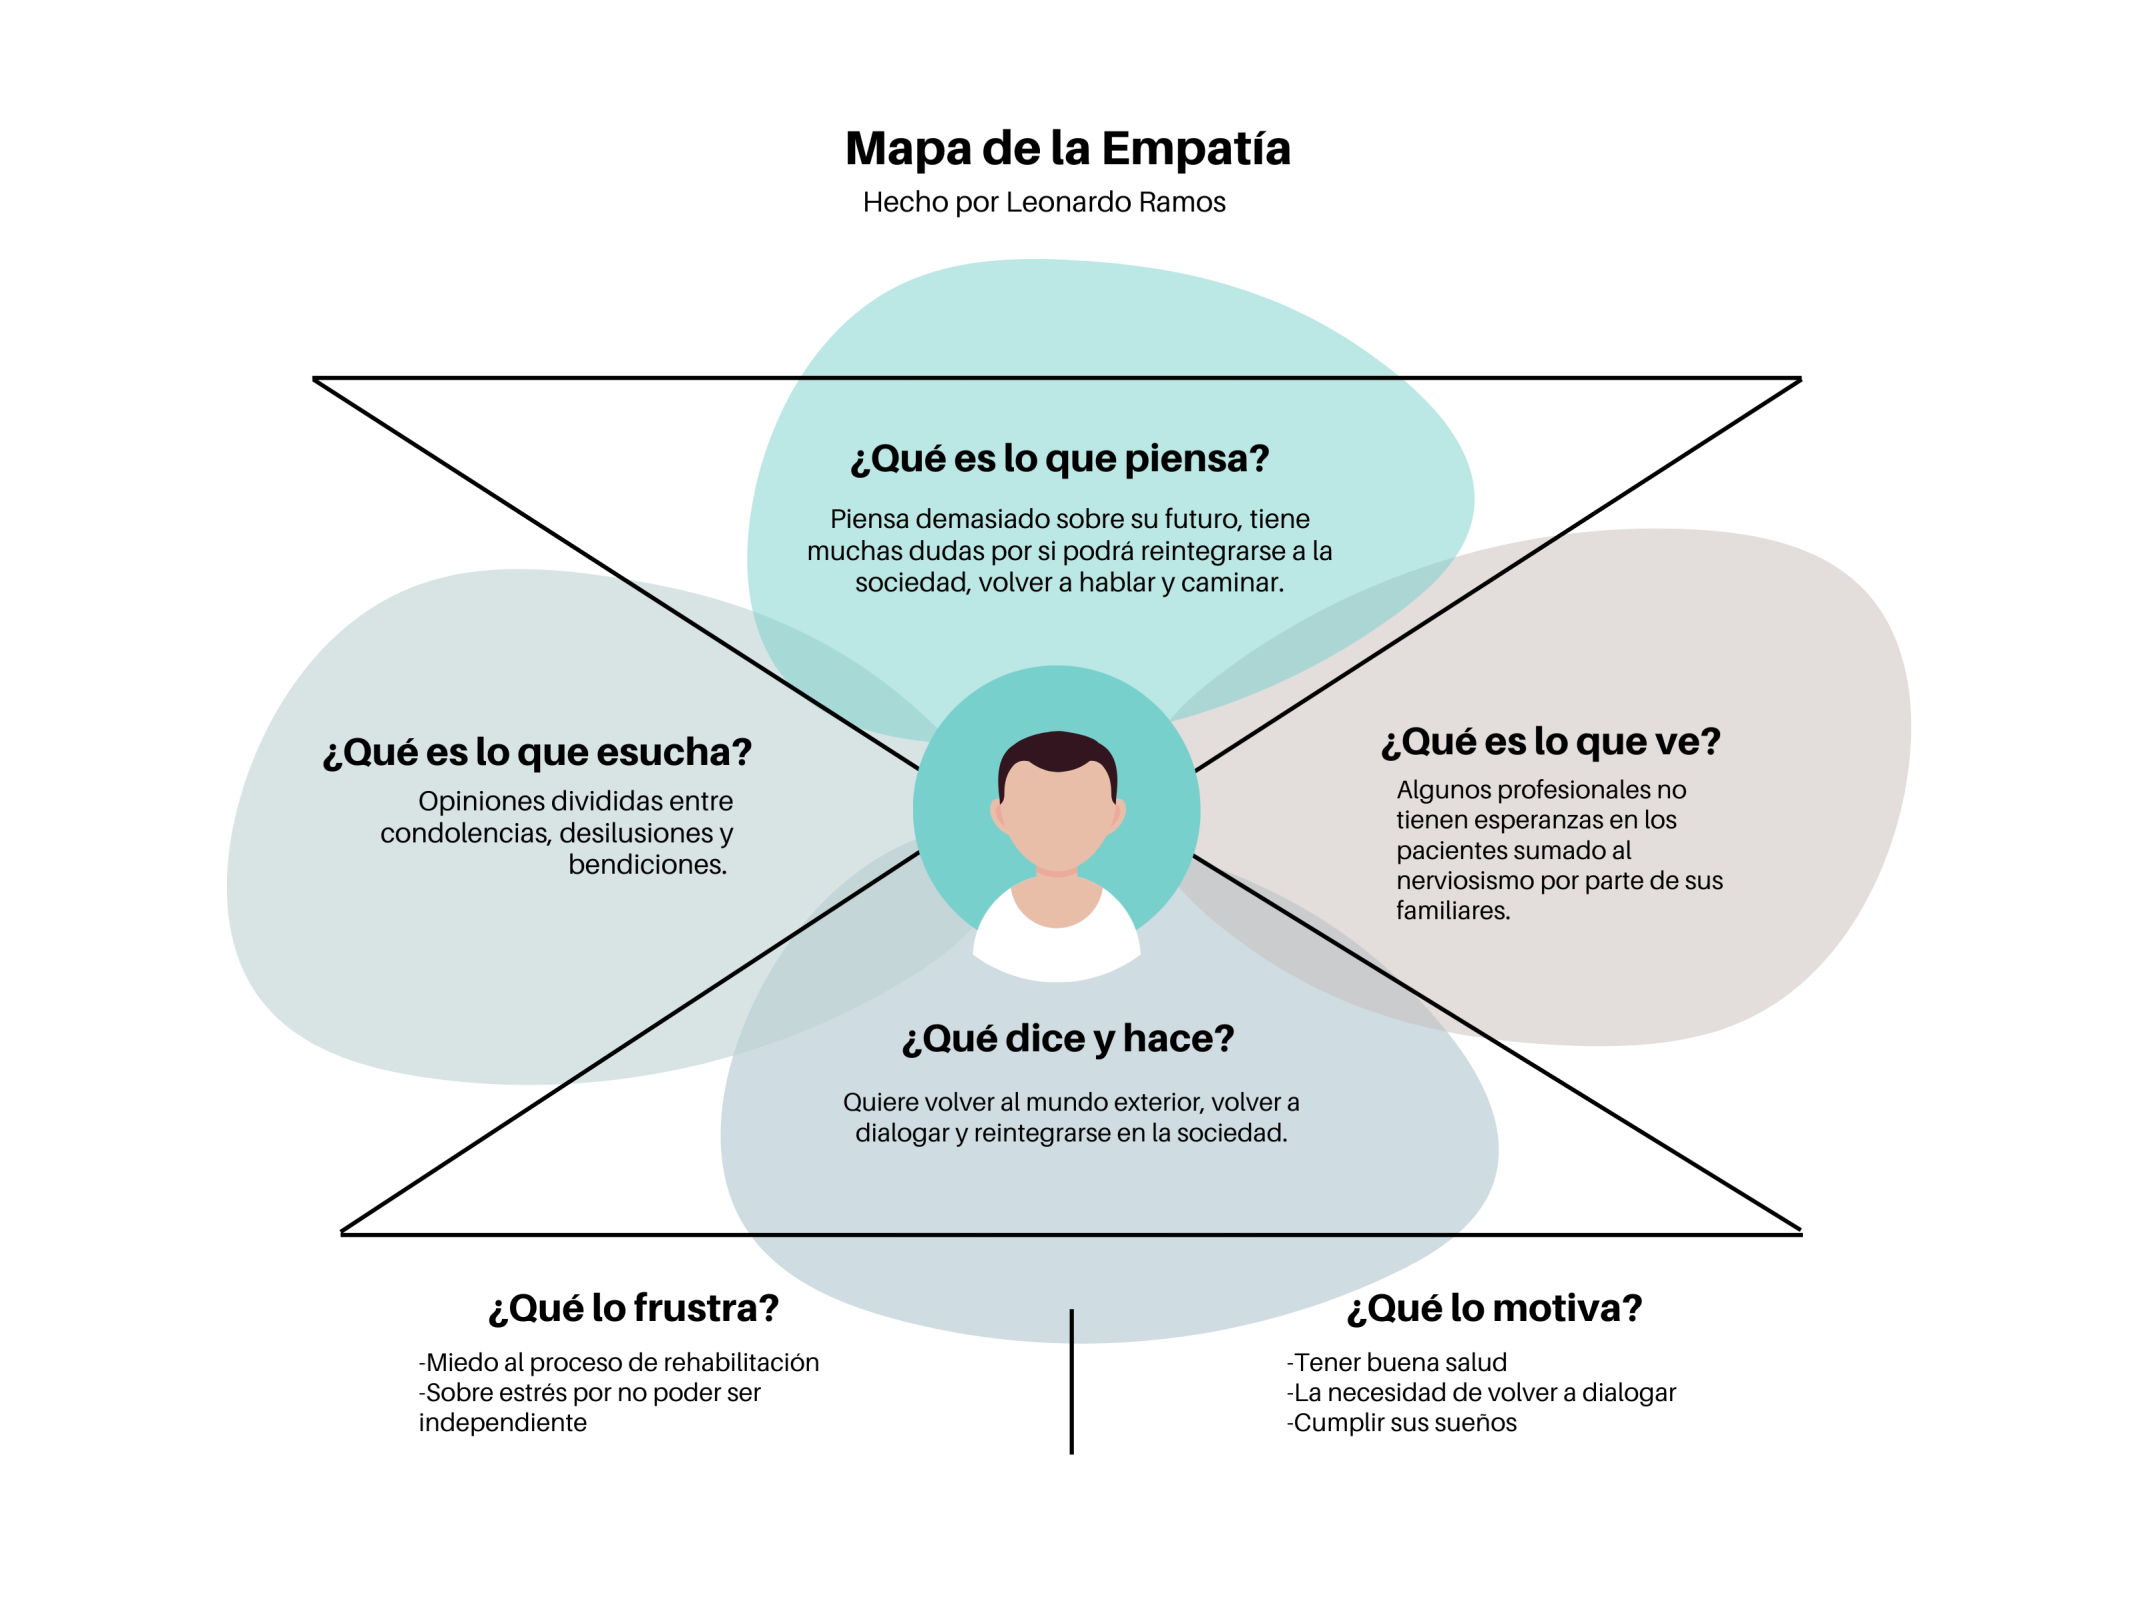 Mapa de la Empatía
Hecho por Leonardo Ramos
¿Qué es lo que piensa?
Piensa demasiado sobre su futuro, tiene
muchas dudas por si podrá reintegrarse a la
sociedad, volver a hablar y caminar.
¿Qué es lo que esucha?
Opiniones divididas entre
condolencias, desilusiones y
bendiciones.
¿Qué es lo que ve?
Algunos profesionales no
tienen esperanzas en los
pacientes sumado al
nerviosismo por parte de sus
familiares.
¿Qué dice y hace?
Quiere volver al mundo exterior, volver a
dialogar y reintegrarse en la sociedad.
¿Qué lo frustra?
-Miedo al proceso de rehabilitación
-Sobre estrés por no poder ser
independiente
¿Qué lo motiva?
-Tener buena salud
-La necesidad de volver a dialogar
-Cumplir sus sueños